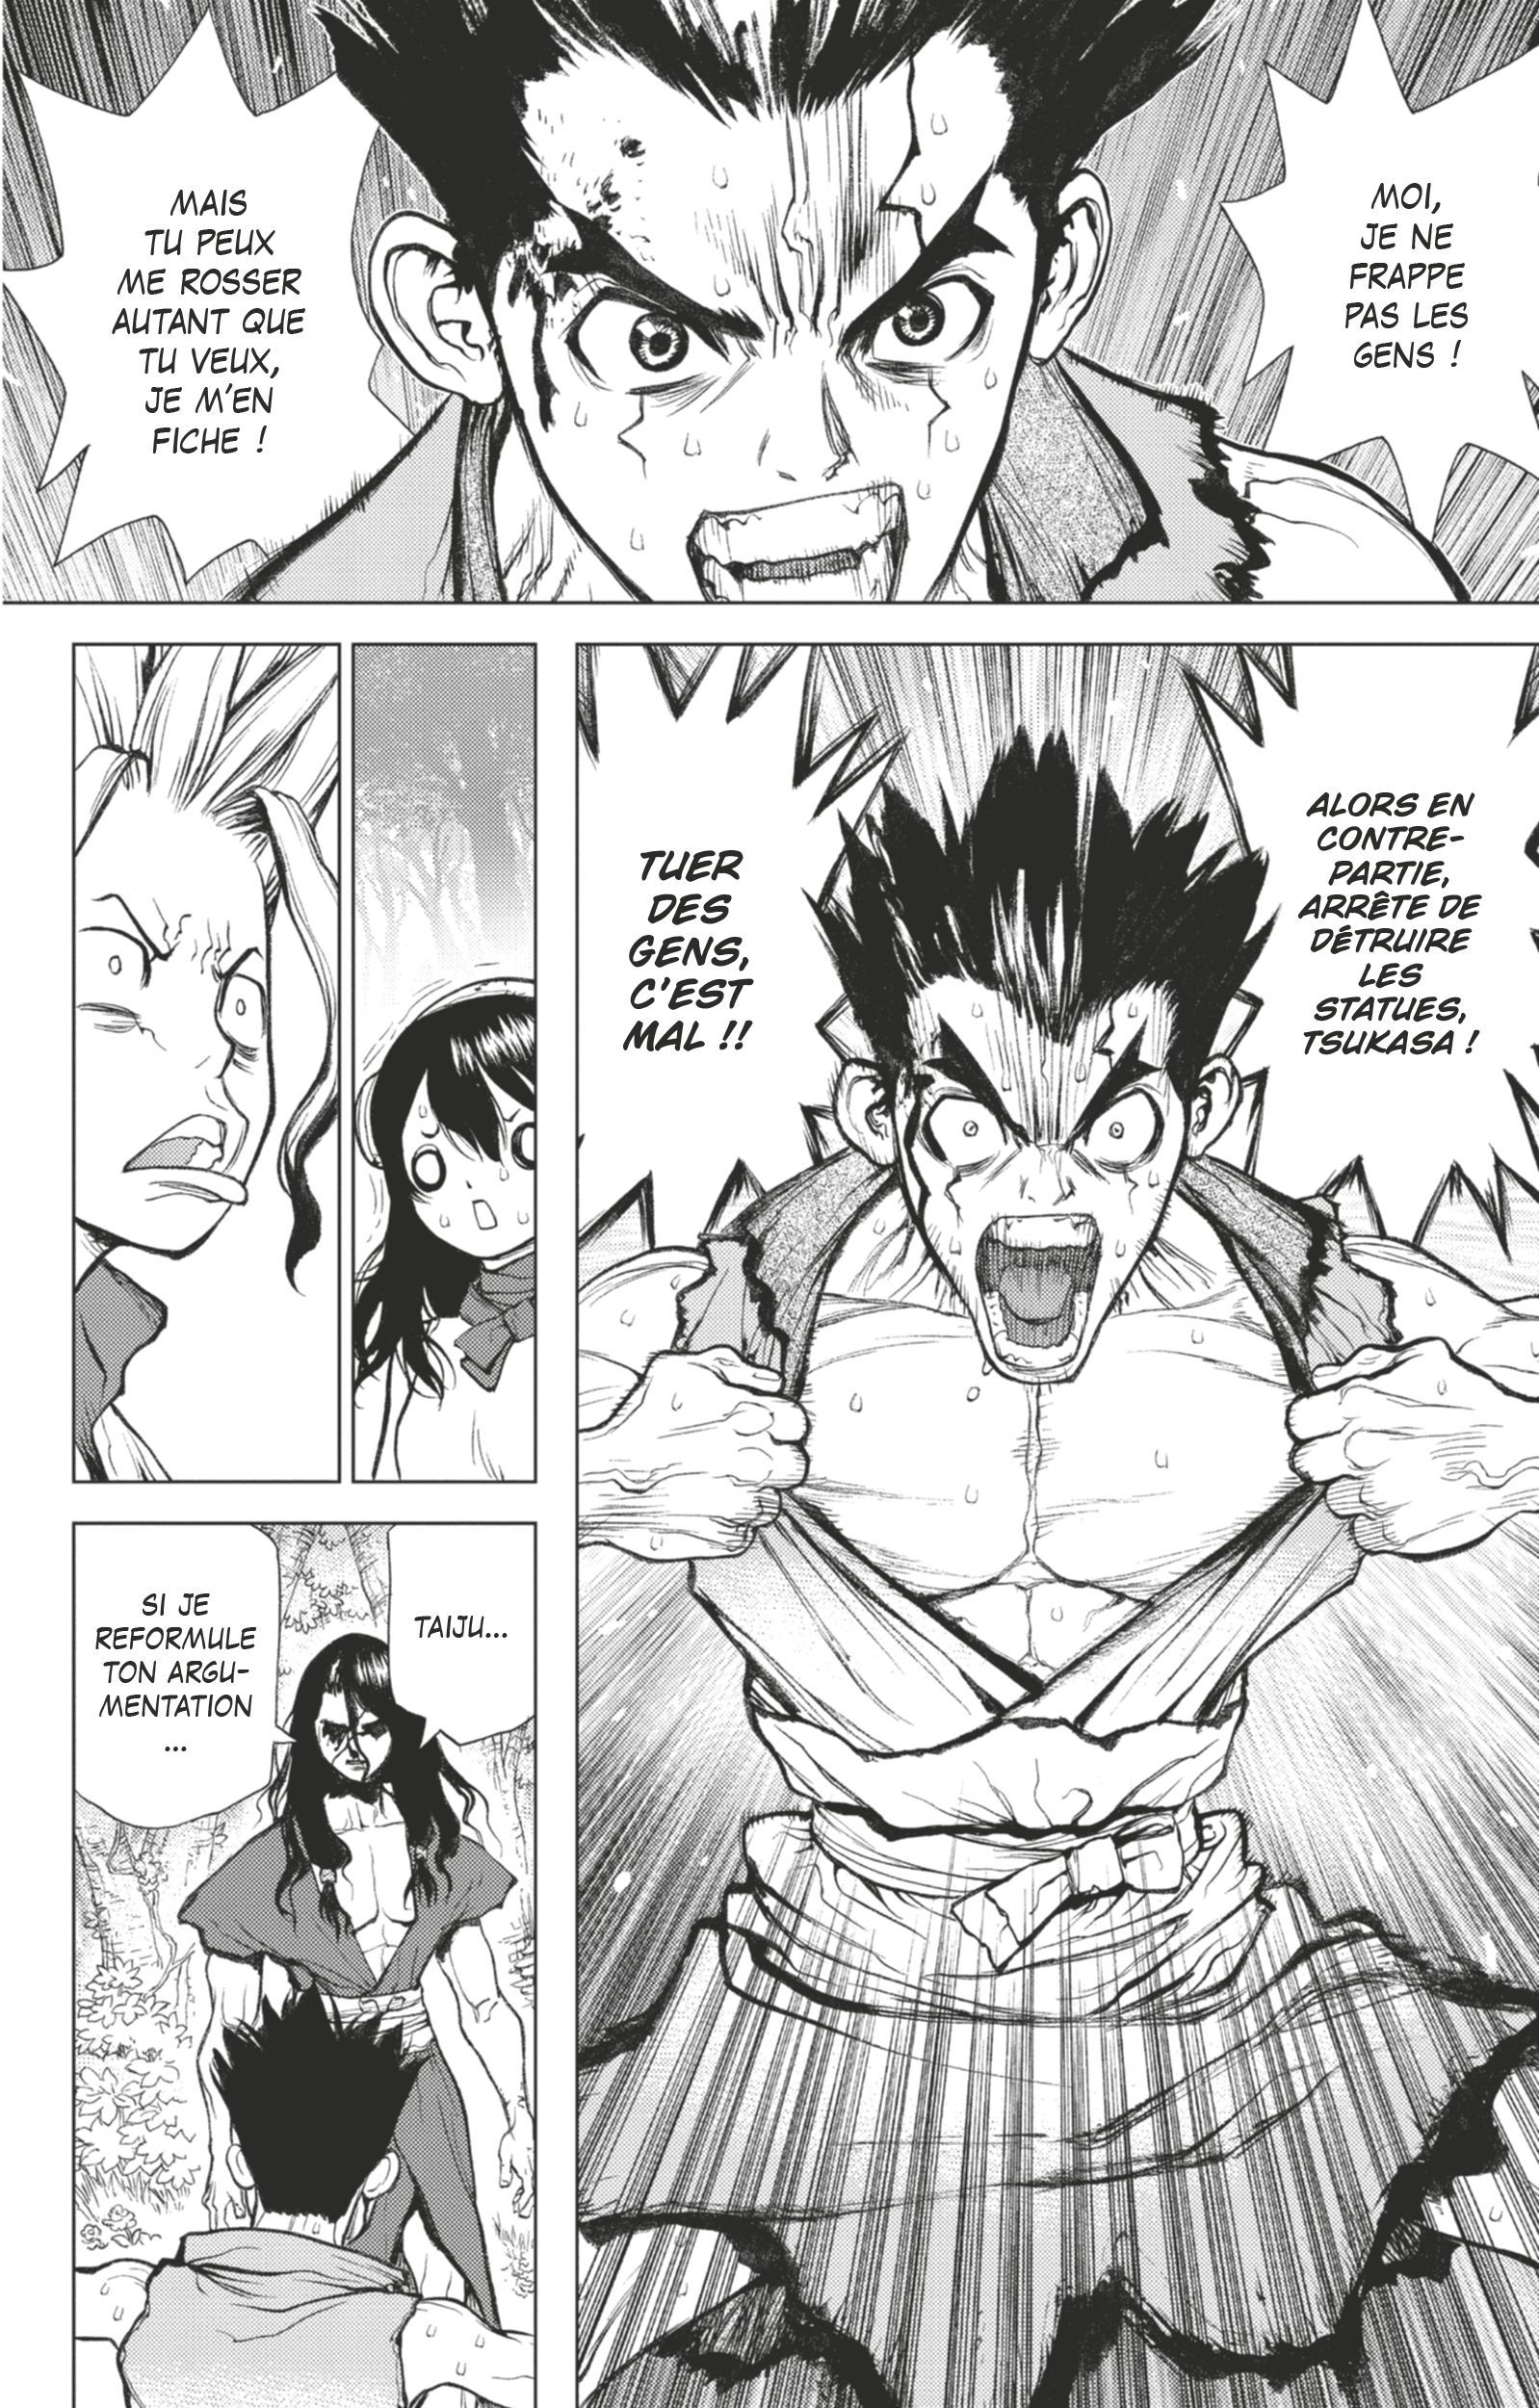 MOI,
JE NE
FRAPPE
PAS LES
GENS !
MAIS
TU PEUX
ME ROSSER
AUTANT QUE
TU VEUX,
JE M'EN
FICHE !
ALORS EN
CONTRE-
PARTIE,
ARRÊTE DE
DÉTRUIRE
LES
STATUES,
TSUKASA !
TUER
DES
GENS,
C'EST
MAL !!
TAIJU...
SI JE
REFORMULE
TON ARGU-
MENTATION
...